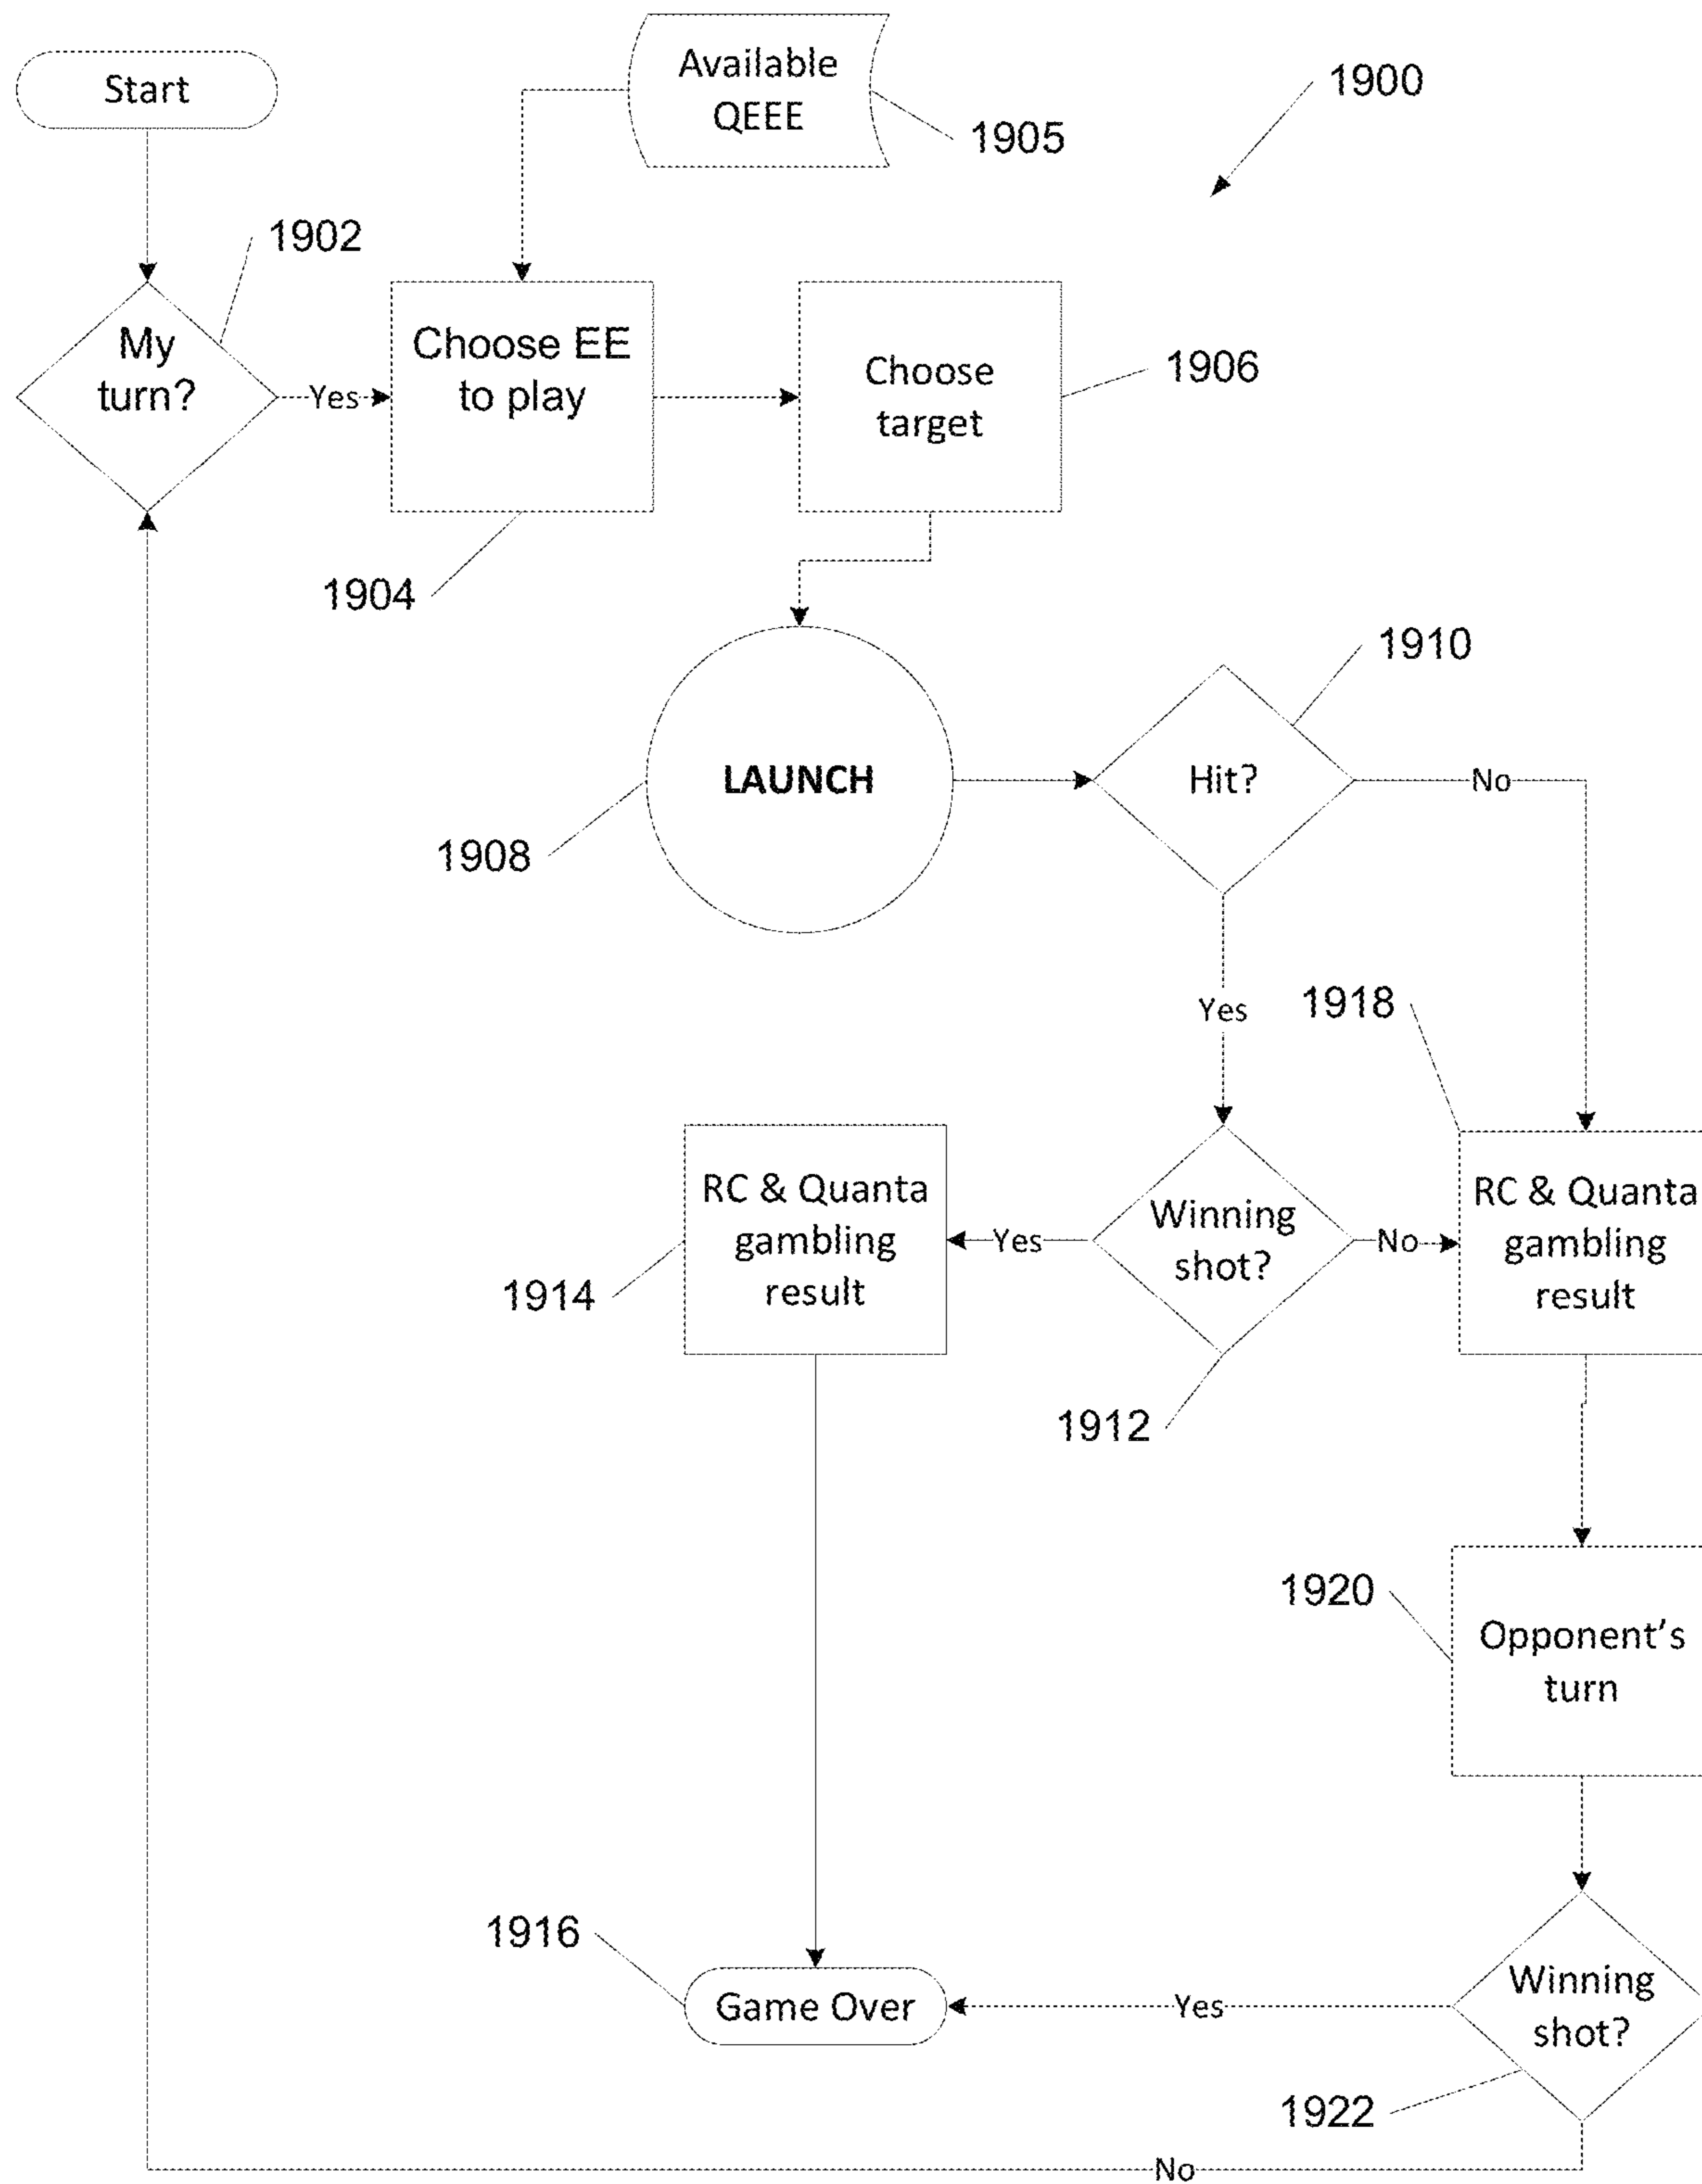 Start
Available
QEEE
1900
1905
1902
My
turn?
Yes
Choose EE
to play
Choose
target
1906
1904
1910
LAUNCH
Hit?
No
1908
Yes
1918
RC & Quanta
gambling
result
Yes
Winning
shot?
No
RC & Quanta
gambling
result
1914
1912
1920
Opponent's
turn
1916
Game Over
Yes
Winning
shot?
1922
No